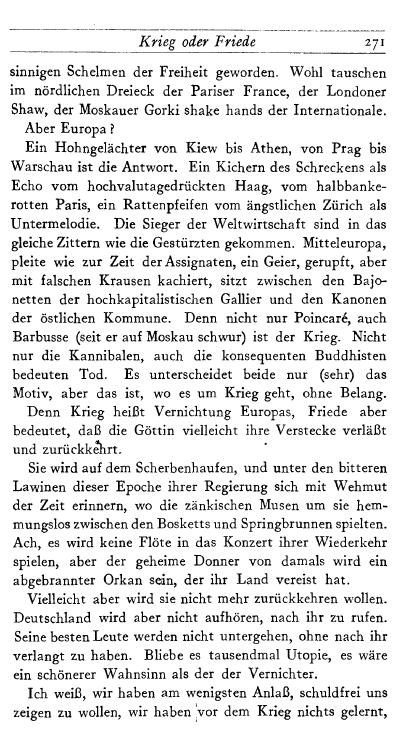 Krieg oder Friede 271
sinnigen Schelmen der Freiheit geworden. Wohl tauschen
im nördlichen Dreieck der Pariser France, der Londoner
Shaw, der Moskauer Gorki shake hands der Internationale.
Aber Europa?
Ein Hohngelächter von Kiew bis Athen, von Prag bis
Warschau ist die Antwort. Ein Kichern des Schreckens als
Echo vom hochvalutagedrückten Haag, vom halbbanke-
rotten Paris, ein Rattenpfeifen vom ängstlichen Zürich als
Untermelodie. Die Sieger der Weltwirtschaft sind in das
gleiche Zittern wie die Gestürzten gekommen. Mitteleuropa,
pleite wie zur Zeit der Assignaten, ein Geier, gerupft, aber
mit falschen Krausen kachiert, sitzt zwischen den Bajo-
netten der hochkapitalistischen Gallier und den Kanonen
der östlichen Kommune. Denn nicht nur Poincaré, auch
Barbusse (seit er auf Moskau schwur) ist der Krieg. Nicht
nur die Kannibalen, auch die konsequenten Buddhisten
bedeuten Tod. Es unterscheidet beide nur (sehr) das
Motiv, aber das ist, wo es um Krieg geht, ohne Belang.
Denn Krieg heißt Vernichtung Europas, Friede aber
bedeutet, daß die Göttin vielleicht ihre Verstecke verläßt
und zurückkehrt.
Sie wird auf dem Scherbenhaufen, und unter den bitteren
Lawinen dieser Epoche ihrer Regierung sich mit Wehmut
der Zeit erinnern, wo die zänkischen Musen um sie hem-
mungslos zwischen den Bosketts und Springbrunnen spielten.
Ach, es wird keine Flöte in das Konzert ihrer Wiederkehr
spielen, aber der geheime Donner von damals wird ein
abgebrannter Orkan sein, der ihr Land vereist hat.
Vielleicht aber wird sie nicht mehr zurückkehren wollen.
Deutschland wird aber nicht aufhören, nach ihr zu rufen.
Seine besten Leute werden nicht untergehen, ohne nach ihr
verlangt zu haben. Bliebe es tausendmal Utopie, es wäre
ein schönerer Wahnsinn als der der Vernichter.
Ich weiß, wir haben am wenigsten Anlaß, schuldfrei uns
zeigen zu wollen, wir haben vor dem Krieg nichts gelernt,